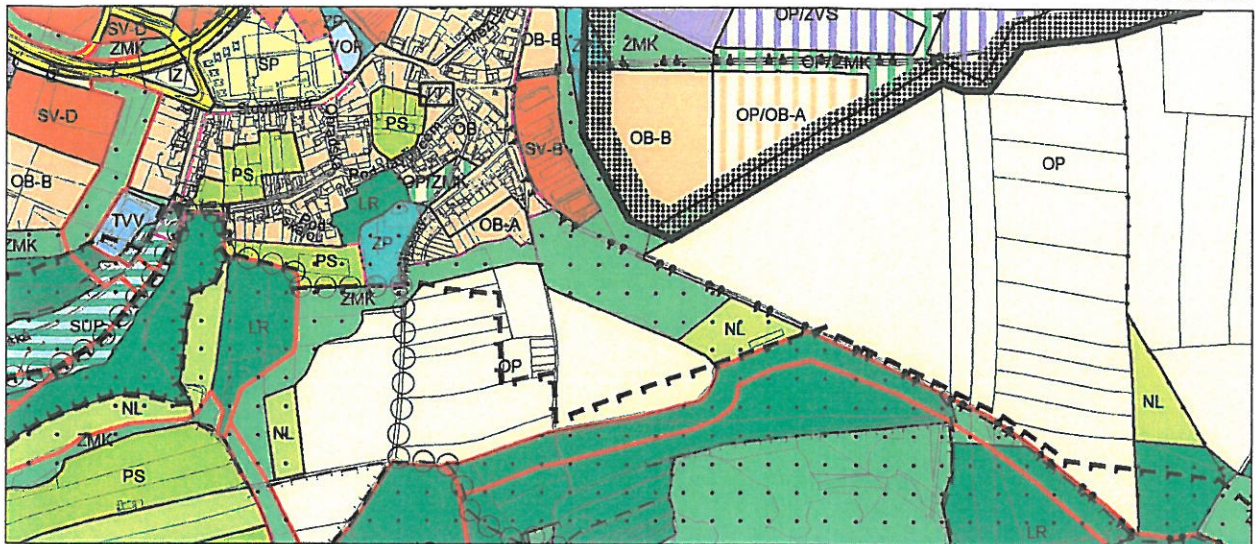 SV-D
ZP
OP/ZVS
ZMK
VOP
OB-B
ZMK
IZ
SP
OP/ZMK
SV-D
PS
OB-B
OP/OB-A
OB
SV-B
OP
OB-B
PS
OP/ZMK
LR
TVV
OB-A
ZMK
ZP
PS
ZMK
SUP
LR
NL
OP
NL
NL
NL
ZMK
PS
LR